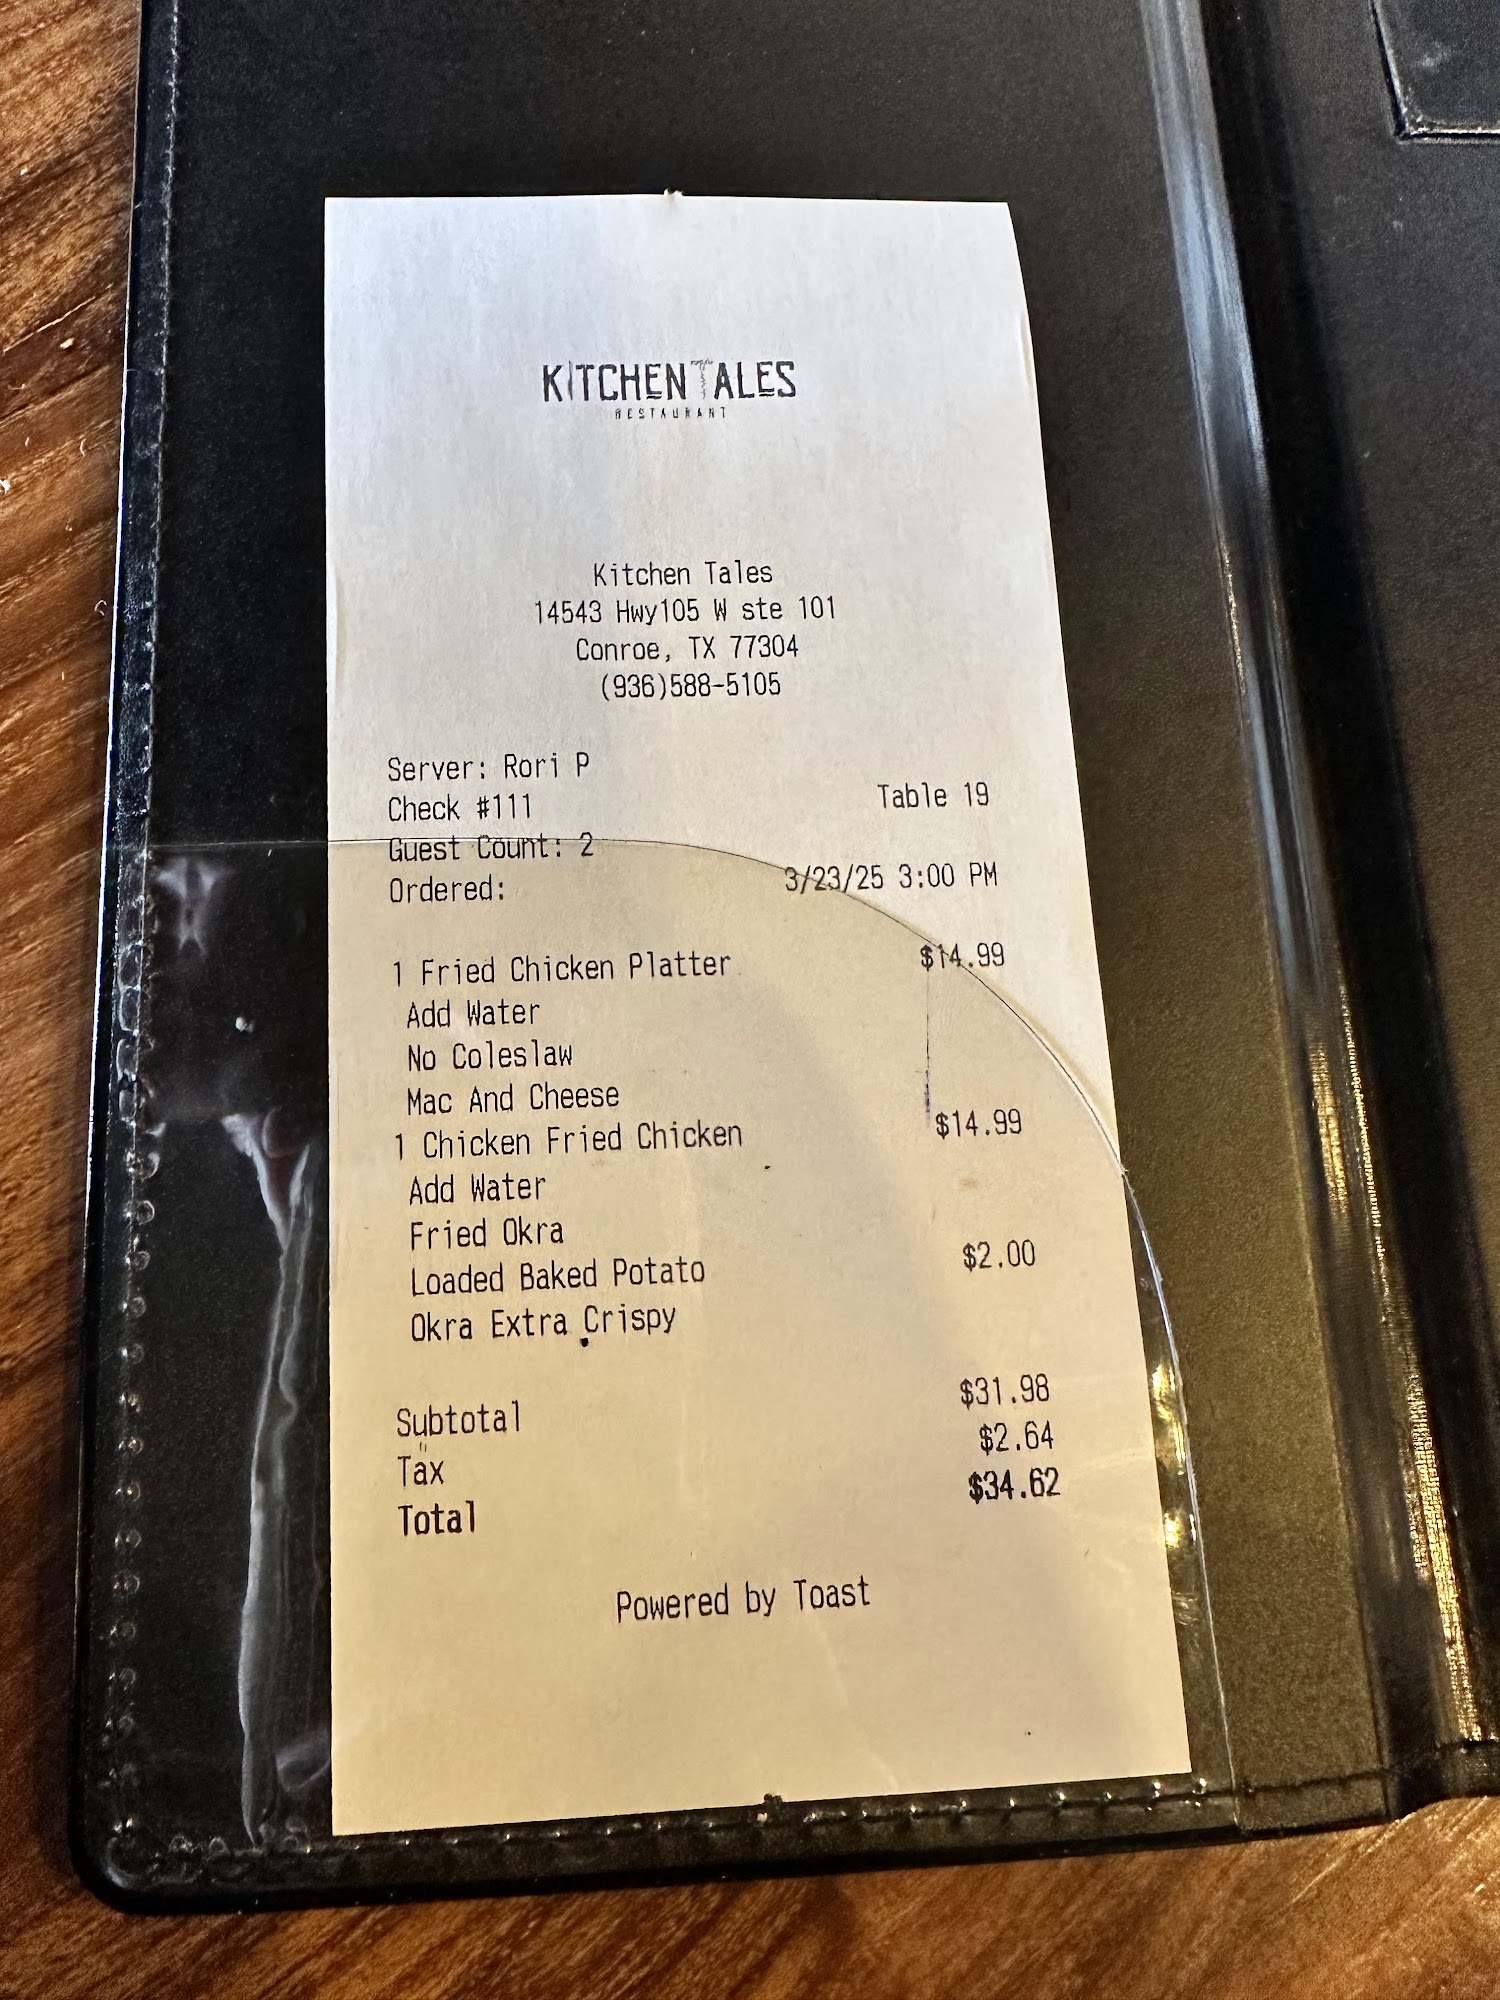 KITCHEN TALES
RESTAURANT
Kitchen Tales
14543 Hwy105 W ste 101
Conroe, TX 77304
(936)588-5105
Server: Rori P
Check #111 Table 19
Guest Count: 2
Ordered: 3/23/25 3:00 PM
1 Fried Chicken Platter $14.99
Add Water
No Coleslaw
Mac And Cheese
1 Chicken Fried Chicken $14.99
Add Water
Fried Okra
Loaded Baked Potato $2.00
Okra Extra Crispy
Subtotal $31.98
Tax $2.64
Total $34.62
Powered by Toast